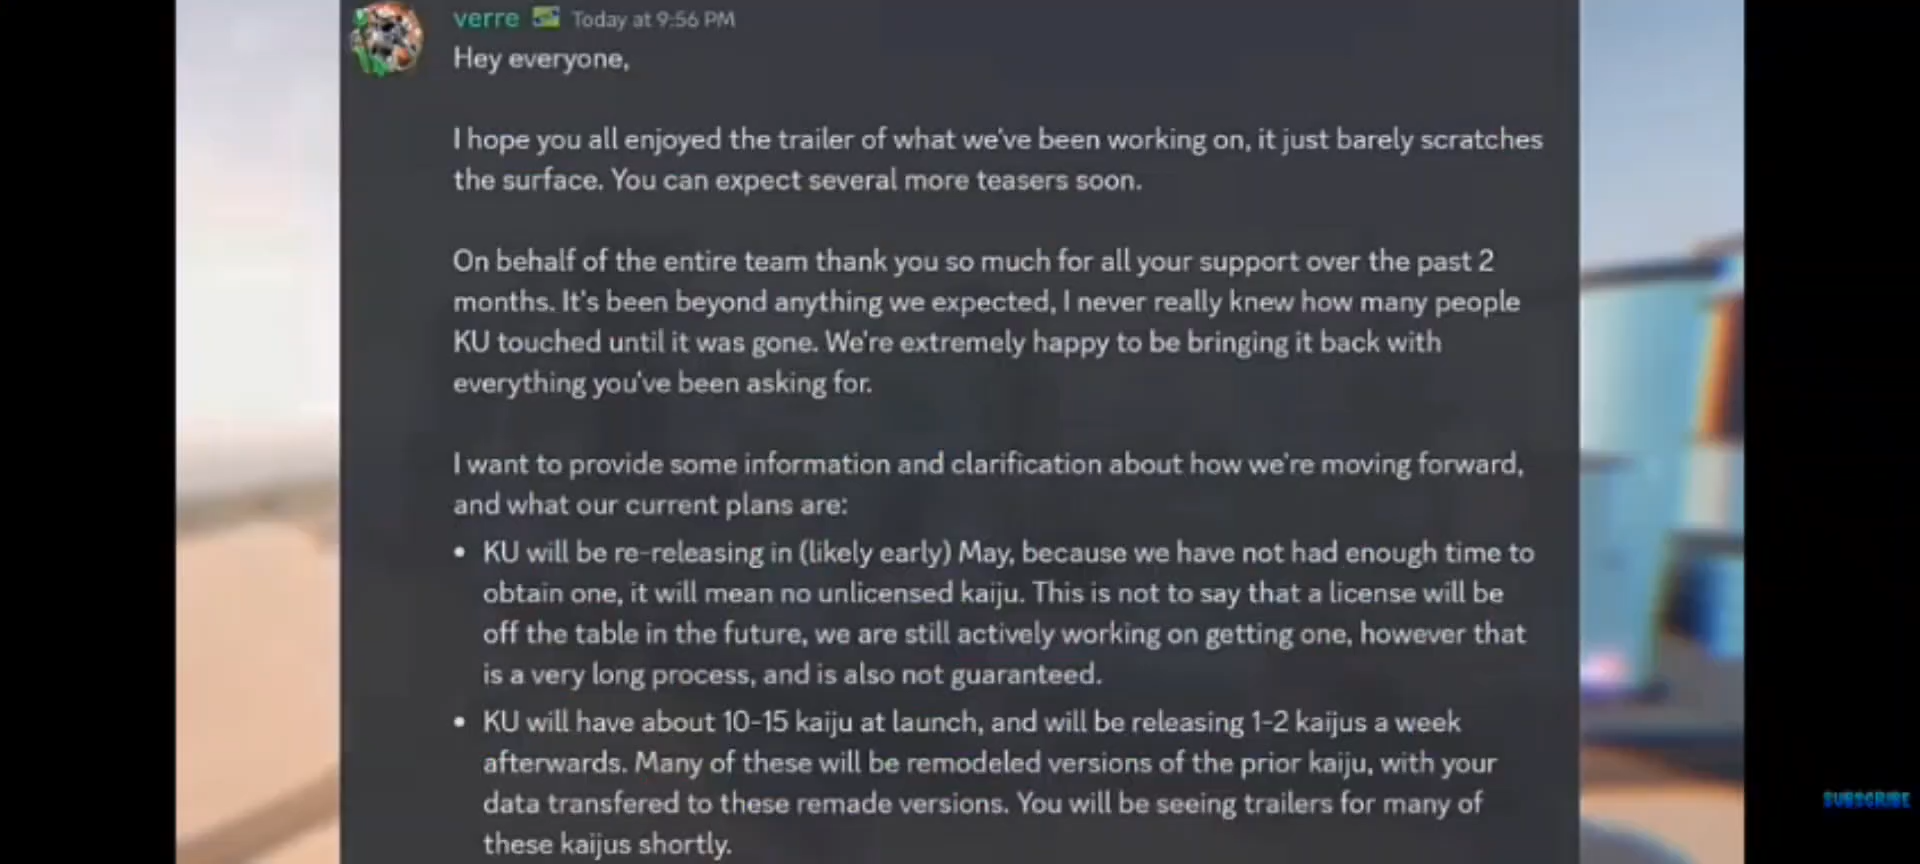 verre Today at 9:56 PM
Hey everyone,
I hope you all enjoyed the trailer of what we've been working on, it just barely scratches
the surface. You can expect several more teasers soon.
On behalf of the entire team thank you so much for all your support over the past 2
months. It's been beyond anything we expected, I never really knew how many people
KU touched until it was gone. We're extremely happy to be bringing it back with
everything you've been asking for.
I want to provide some information and clarification about how we're moving forward,
and what our current plans are:
• KU will be re-releasing in (likely early) May, because we have not had enough time to
obtain one, it will mean no unlicensed kaiju. This is not to say that a license will be
off the table in the future, we are still actively working on getting one, however that
is a very long process, and is also not guaranteed.
• KU will have about 10-15 kaiju at launch, and will be releasing 1-2 kaijus a week
afterwards. Many of these will be remodeled versions of the prior kaiju, with your
data transfered to these remade versions. You will be seeing trailers for many of
these kaijus shortly.
SUBSCRIBE